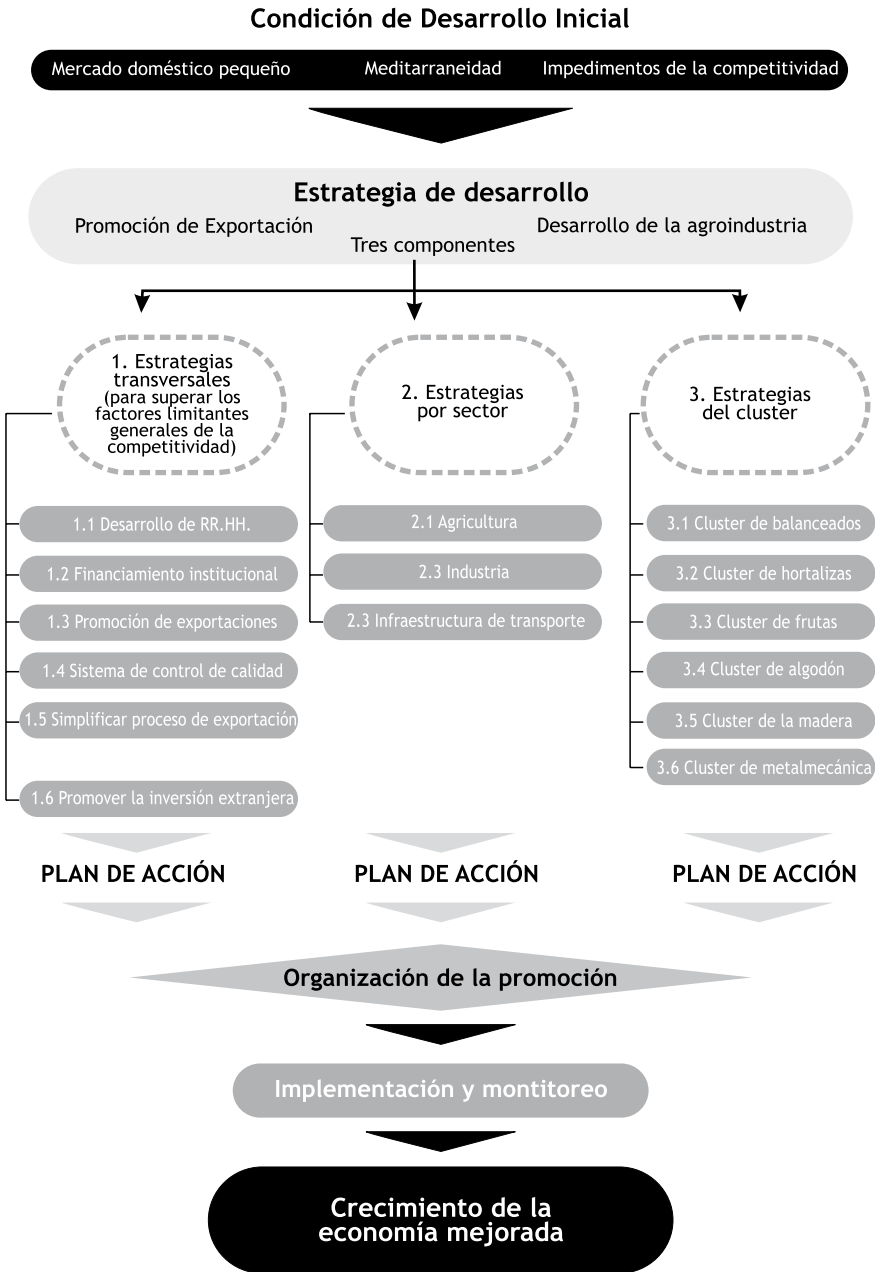 Condición de Desarrollo Inicial
Mercado doméstico pequeño
Meditarraneidad
Impedimentos de la competitividad
Estrategia de desarrollo
Promoción de Exportación
Desarrollo de la agroindustria
Tres componentes
1. Estrategias
transversales
(para superar los
factores limitantes
generales de la
competitividad)
2. Estrategias
por sector
3. Estrategias
del cluster
1.1 Desarrollo de RR.HH.
1.2 Financiamiento institucional
1.3 Promoción de exportaciones
1.4 Sistema de control de calidad
1.5 Simplificar proceso de exportación
1.6 Promover la inversión extranjera
2.1 Agricultura
2.3 Industria
2.3 Infraestructura de transporte
3.1 Cluster de balanceados
3.2 Cluster de hortalizas
3.3 Cluster de frutas
3.4 Cluster de algodón
3.5 Cluster de la madera
3.6 Cluster de metalmecánica
PLAN DE ACCIÓN
PLAN DE ACCIÓN
PLAN DE ACCIÓN
Organización de la promoción
Implementación y montitoreo
Crecimiento de la
economía mejorada